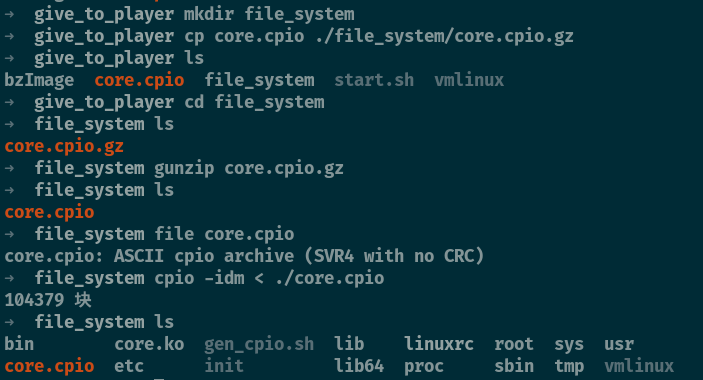 →  give_to_player mkdir file_system
→  give_to_player cp core.cpio ./file_system/core.cpio.gz
→  give_to_player ls
bzImage  core.cpio  file_system  start.sh  vmlinux
→  give_to_player cd file_system
→  file_system ls
core.cpio.gz
→  file_system gunzip core.cpio.gz
→  file_system ls
core.cpio
→  file_system file core.cpio
core.cpio: ASCII cpio archive (SVR4 with no CRC)
→  file_system cpio -idm < ./core.cpio
104379 块
→  file_system ls
bin        core.ko  gen_cpio.sh  lib    linuxrc  root  sys  usr
core.cpio  etc      init         lib64  proc     sbin  tmp  vmlinux